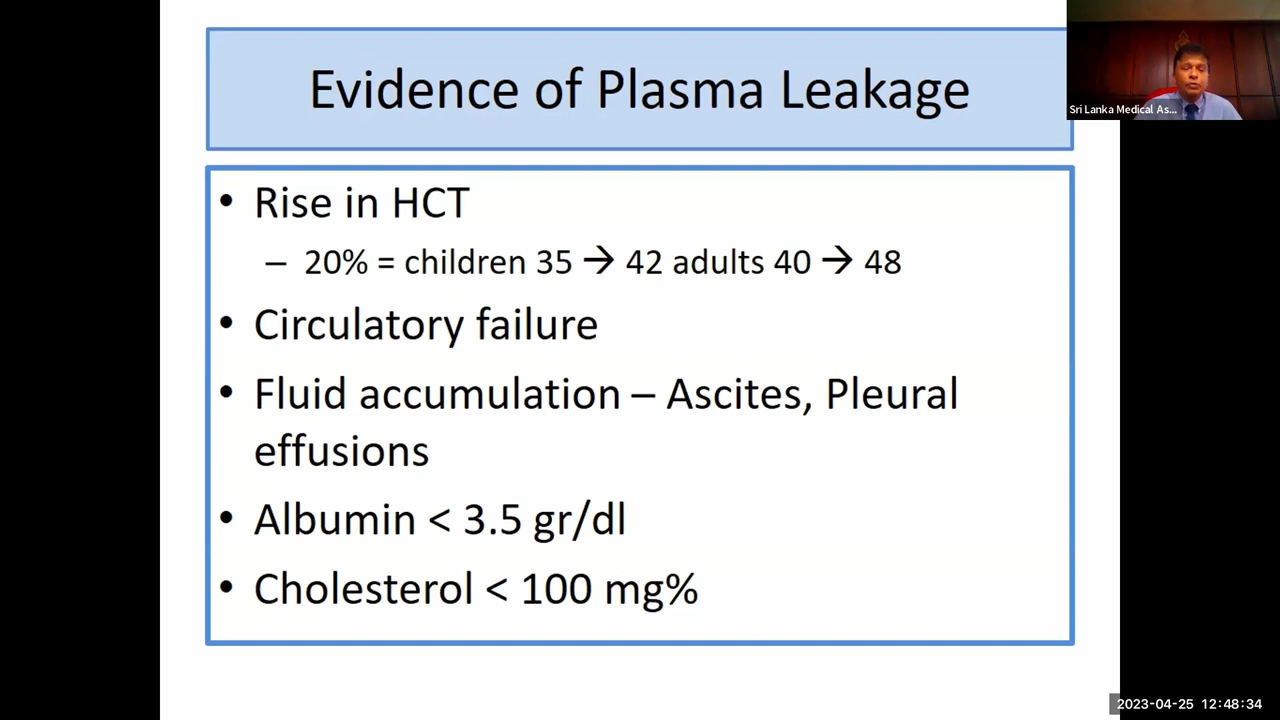 Evidence of Plasma Leakage
Sri Lanka Medical As...
• Rise in HCT
– 20% = children 35 → 42 adults 40 → 48
• Circulatory failure
• Fluid accumulation – Ascites, Pleural
effusions
• Albumin < 3.5 gr/dl
• Cholesterol < 100 mg%
2023-04-25 12:48:34